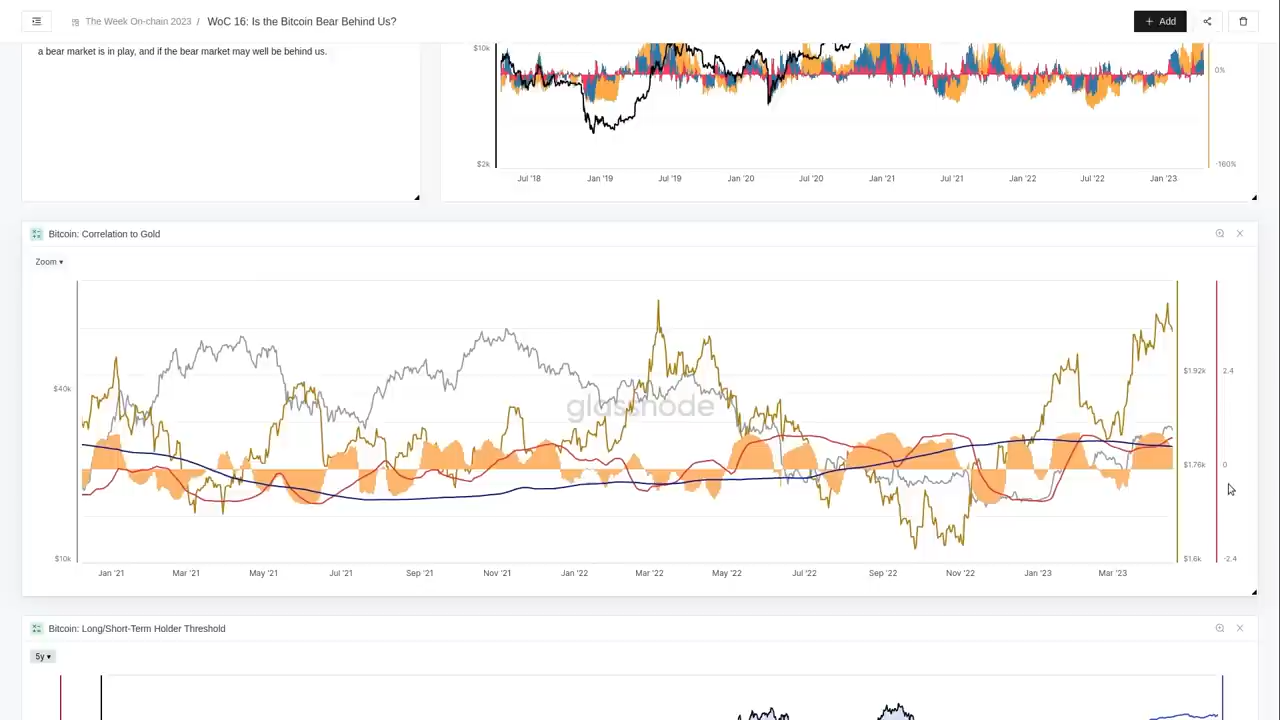 The Week On-chain 2023 / WoC 16: Is the Bitcoin Bear Behind Us?
+ Add
a bear market is in play, and if the bear market may well be behind us.
$10k
0%
$2k
-160%
Jul '18 Jan '19 Jul '19 Jan '20 Jul '20 Jan '21 Jul '21 Jan '22 Jul '22 Jan '23
Bitcoin: Correlation to Gold
Zoom ▾
$40k
$1.92k
2.4
glassnode
$1.76k
0
$10k
$1.6k
-2.4
Jan '21 Mar '21 May '21 Jul '21 Sep '21 Nov '21 Jan '22 Mar '22 May '22 Jul '22 Sep '22 Nov '22 Jan '23 Mar '23
Bitcoin: Long/Short-Term Holder Threshold
5y ▾